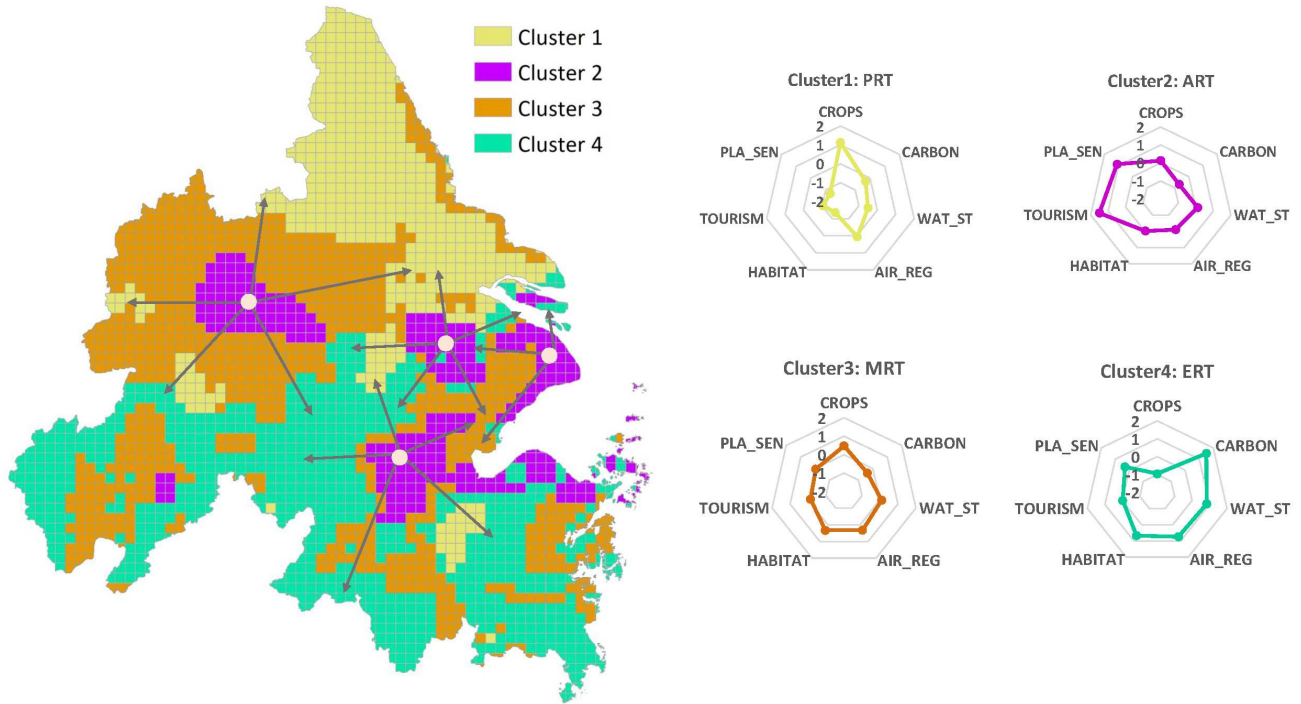 Cluster 1
Cluster 2
Cluster 3
Cluster 4
Cluster1: PRT
CROPS
2
1
0
-1
-2
PLA_SEN
CARBON
TOURISM
WAT_ST
HABITAT
AIR_REG
Cluster2: ART
CROPS
2
1
0
-1
-2
PLA_SEN
CARBON
TOURISM
WAT_ST
HABITAT
AIR_REG
Cluster3: MRT
CROPS
2
1
0
-1
-2
PLA_SEN
CARBON
TOURISM
WAT_ST
HABITAT
AIR_REG
Cluster4: ERT
CROPS
2
1
0
-1
-2
PLA_SEN
CARBON
TOURISM
WAT_ST
HABITAT
AIR_REG